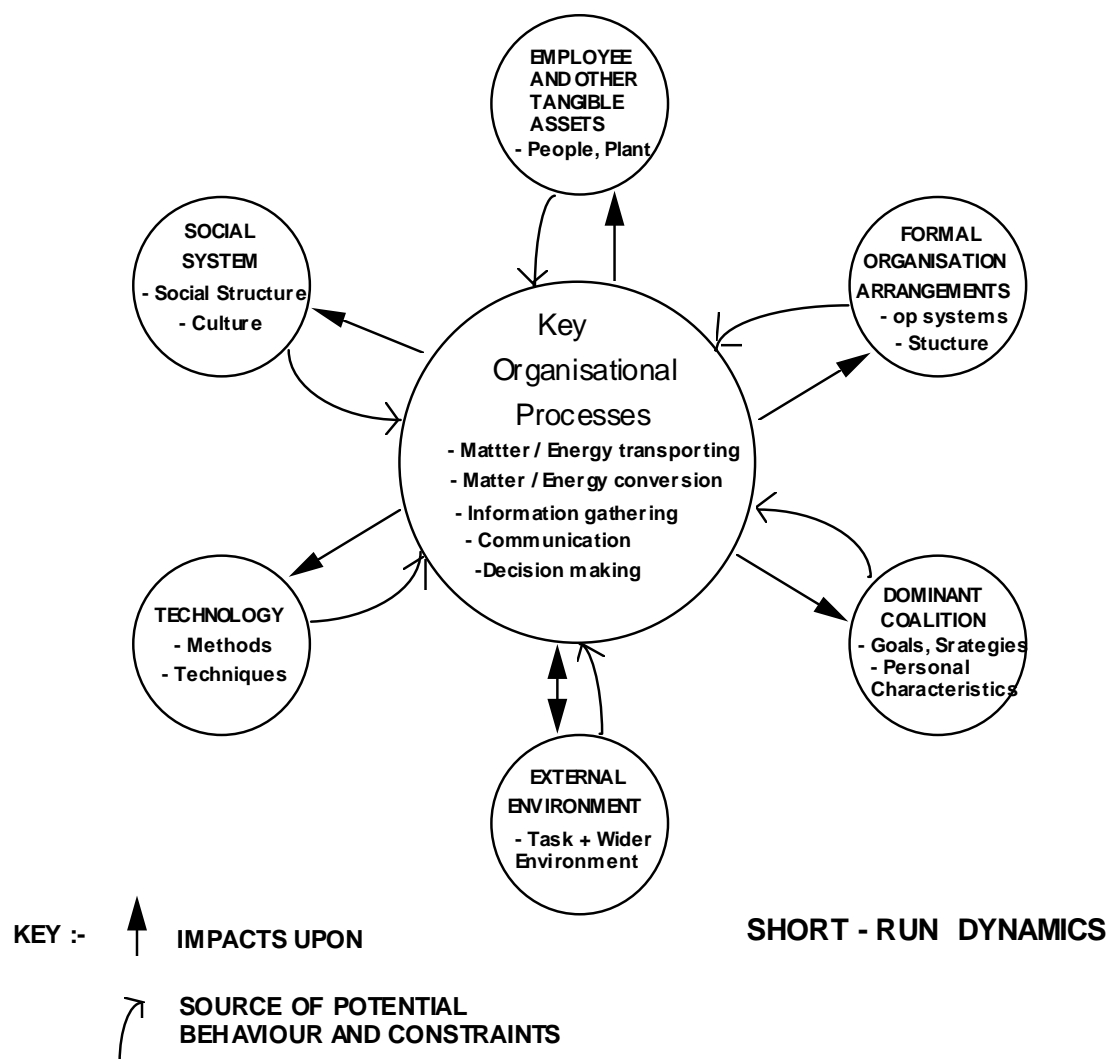 EMPLOYEE
AND OTHER
TANGIBLE
ASSETS
- People, Plant
SOCIAL
SYSTEM
- Social Structure
- Culture
FORMAL
ORGANISATION
ARRANGEMENTS
- op systems
- Stucture
Key
Organisational
Processes
- Mattter / Energy transporting
- Matter / Energy conversion
- Information gathering
- Communication
-Decision making
TECHNOLOGY
- Methods
- Techniques
DOMINANT
COALITION
- Goals, Srategies
- Personal
Characteristics
EXTERNAL
ENVIRONMENT
- Task + Wider
Environment
KEY :-
IMPACTS UPON
SHORT - RUN DYNAMICS
SOURCE OF POTENTIAL
BEHAVIOUR AND CONSTRAINTS